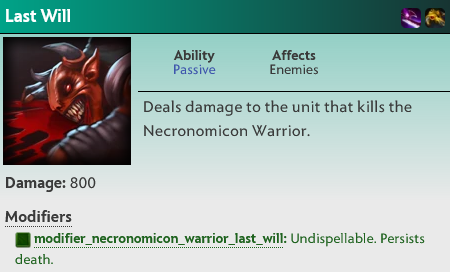 Last Will
Ability
Passive
Affects
Enemies
Deals damage to the unit that kills the
Necronomicon Warrior.
Damage: 800
Modifiers
modifier_necronomicon_warrior_last_will: Undispellable. Persists
death.